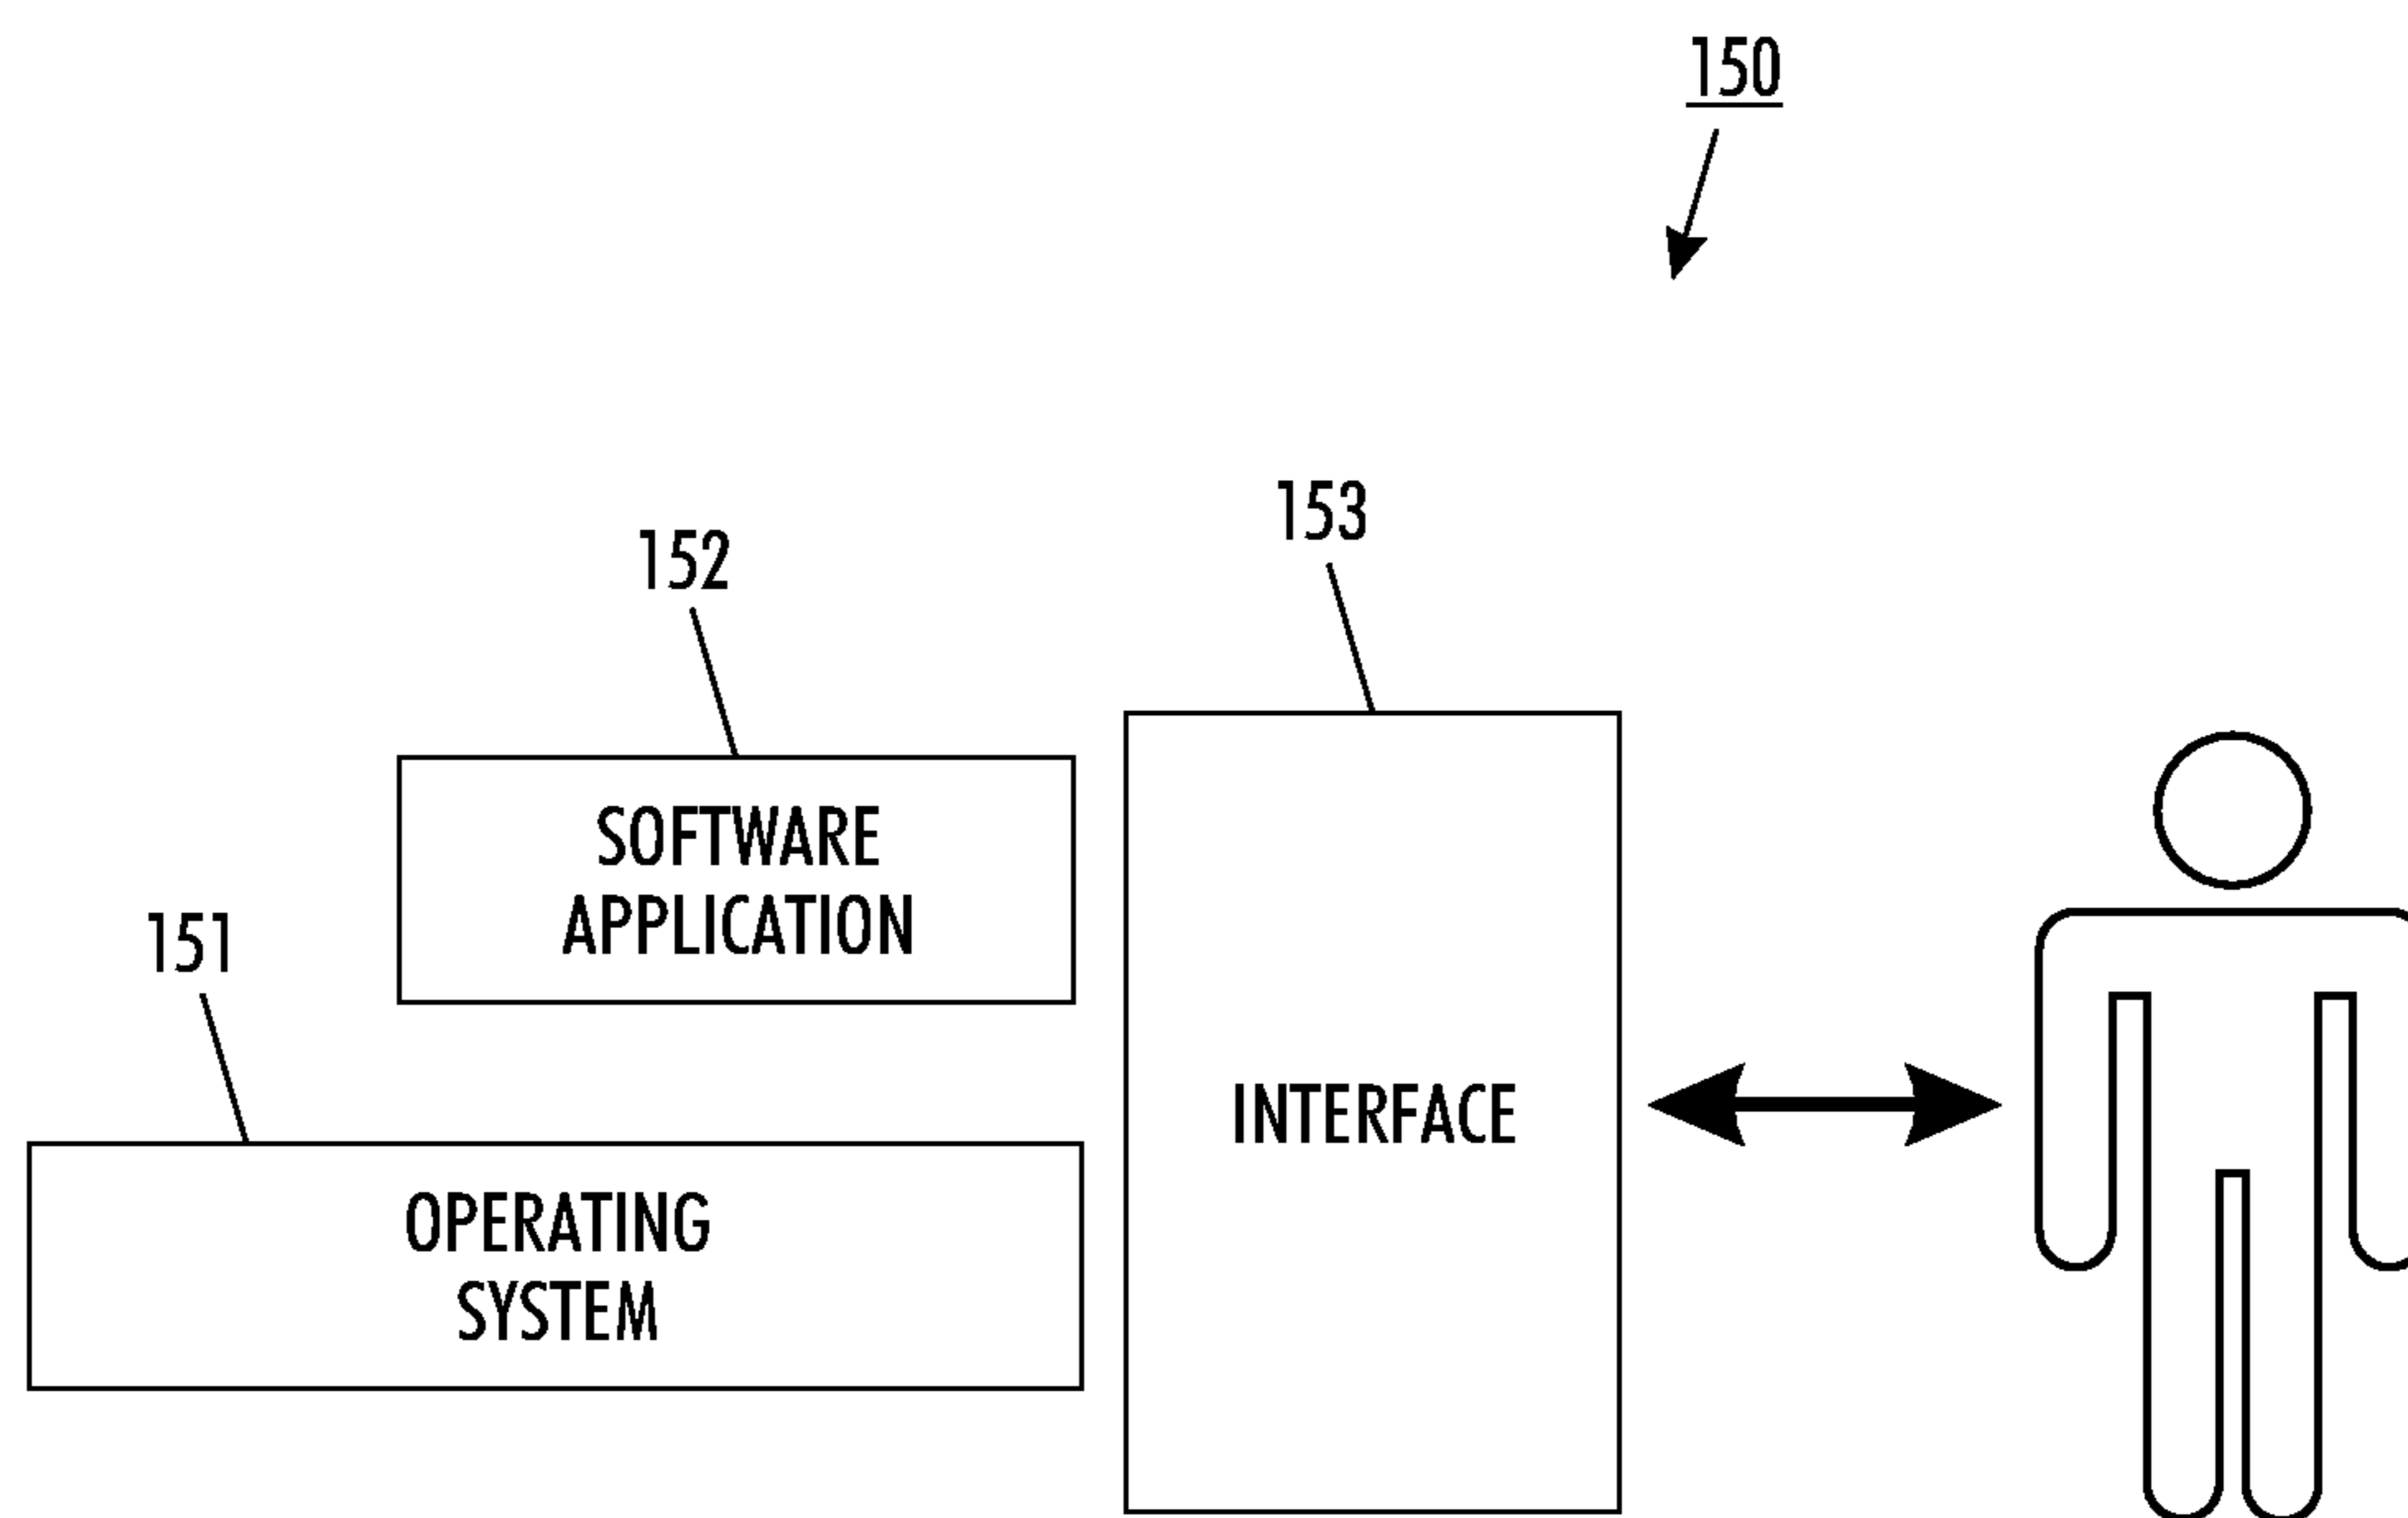 150
153
152
SOFTWARE
APPLICATION
151
INTERFACE
OPERATING
SYSTEM